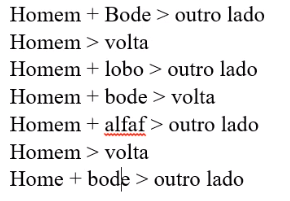 Homem + Bode > outro lado
Homem > volta
Homem + lobo > outro lado
Homem + bode > volta
Homem + alfaf > outro lado
Homem > volta
Home + bode > outro lado